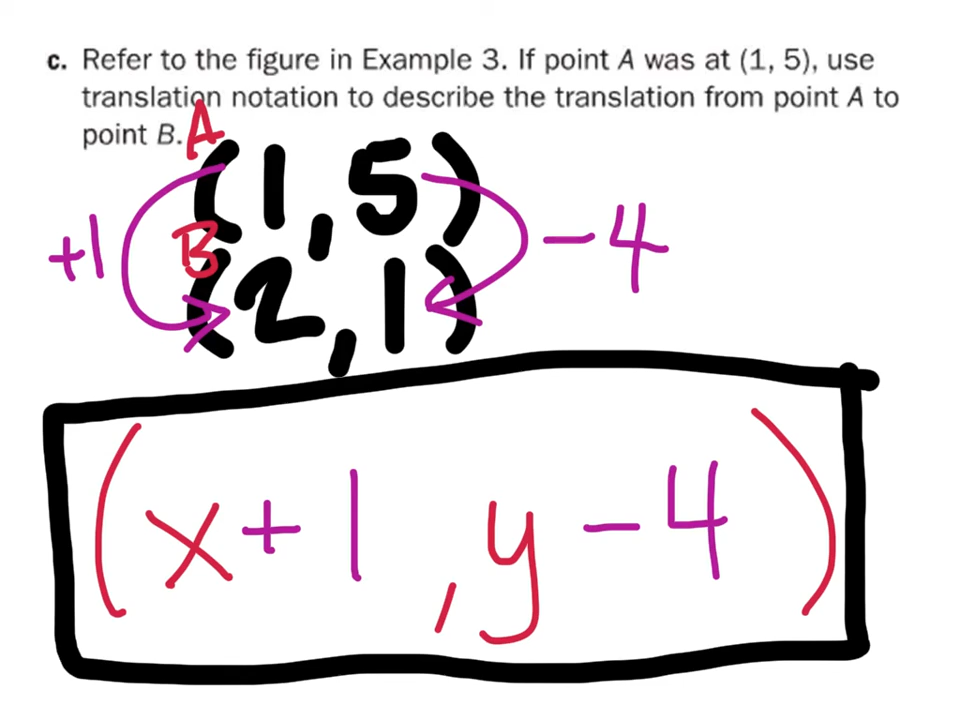 c. Refer to the figure in Example 3. If point A was at (1, 5), use
translation notation to describe the translation from point A to
point B.
A
(1,5)
+1
-4
B
(2,1)
(x+1,y-4)